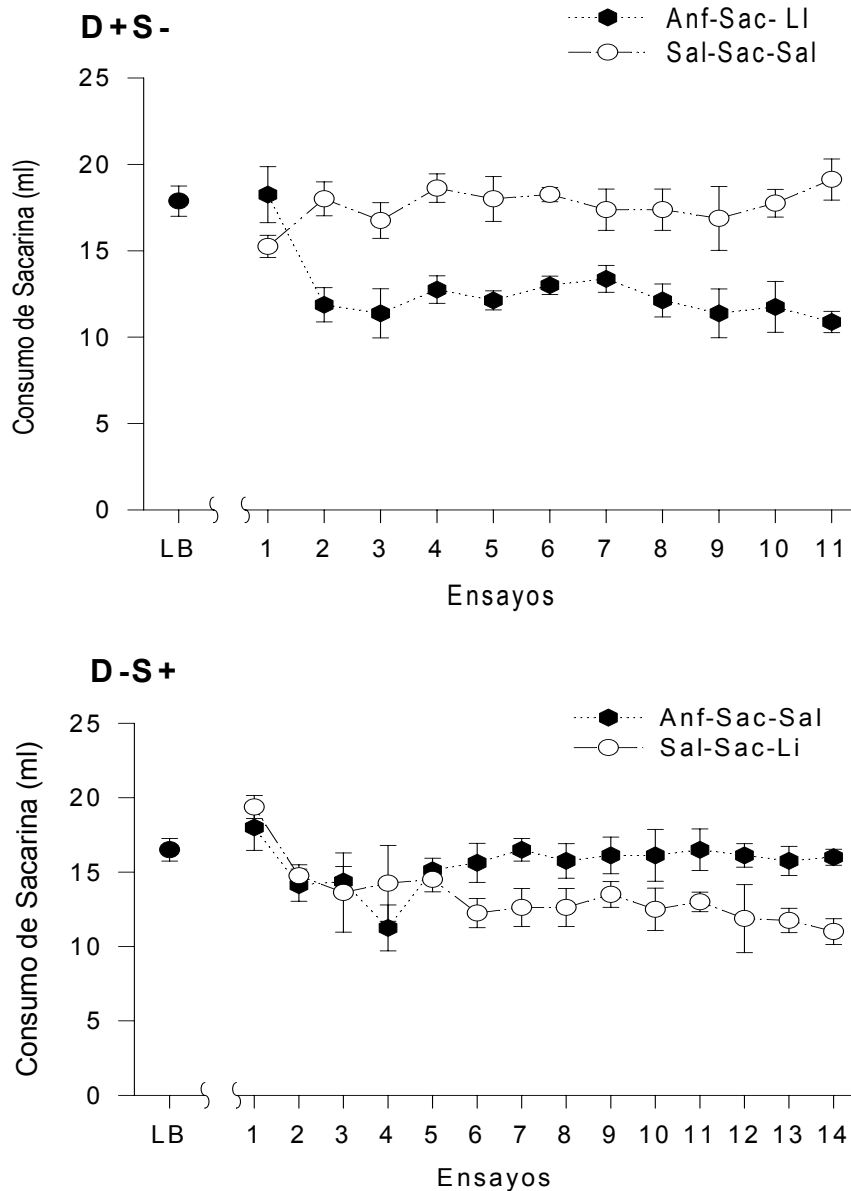 D+S-
Anf-Sac- LI
Sal-Sac-Sal
Consumo de Sacarina (ml)
25
20
15
10
5
0
LB 1 2 3 4 5 6 7 8 9 10 11
Ensayos
D-S+
Anf-Sac-Sal
Sal-Sac-Li
Consumo de Sacarina (ml)
25
20
15
10
5
0
LB 1 2 3 4 5 6 7 8 9 10 11 12 13 14
Ensayos